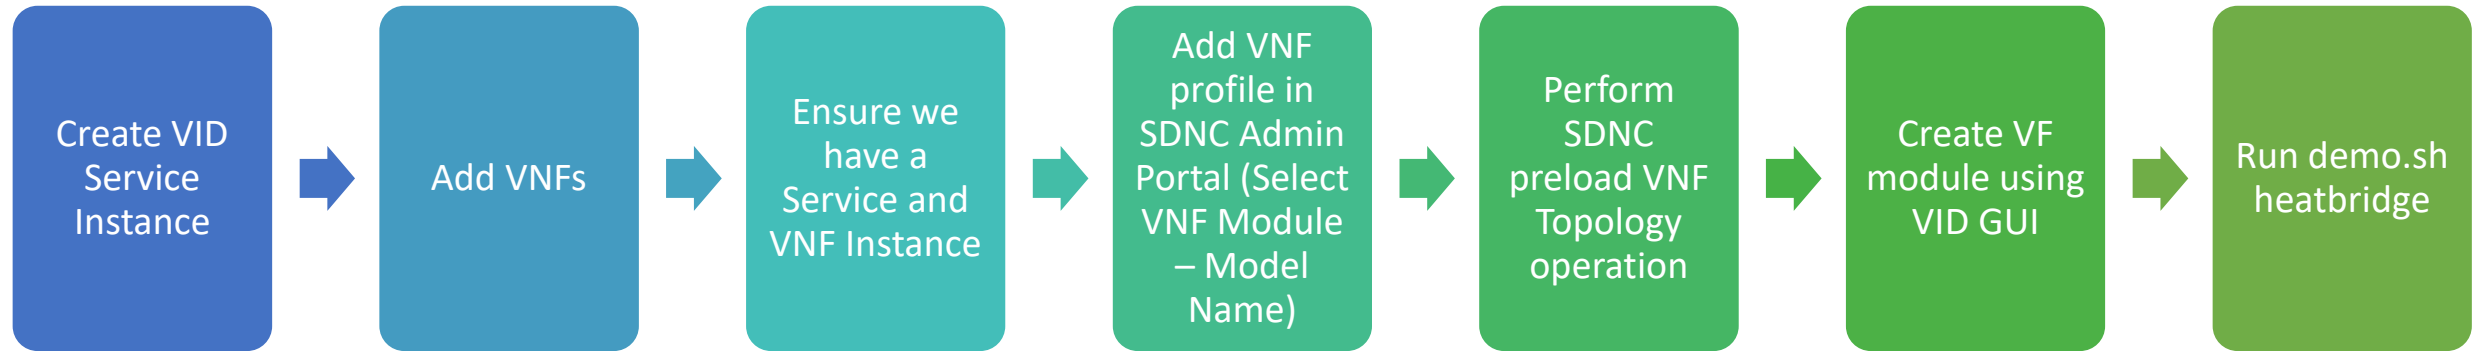 Create VID
Service
Instance
Add VNFs
Ensure we
have a
Service and
VNF Instance
Add VNF
profile in
SDNC Admin
Portal (Select
VNF Module
– Model
Name)
Perform
SDNC
preload VNF
Topology
operation
Create VF
module using
VID GUI
Run demo.sh
heatbridge